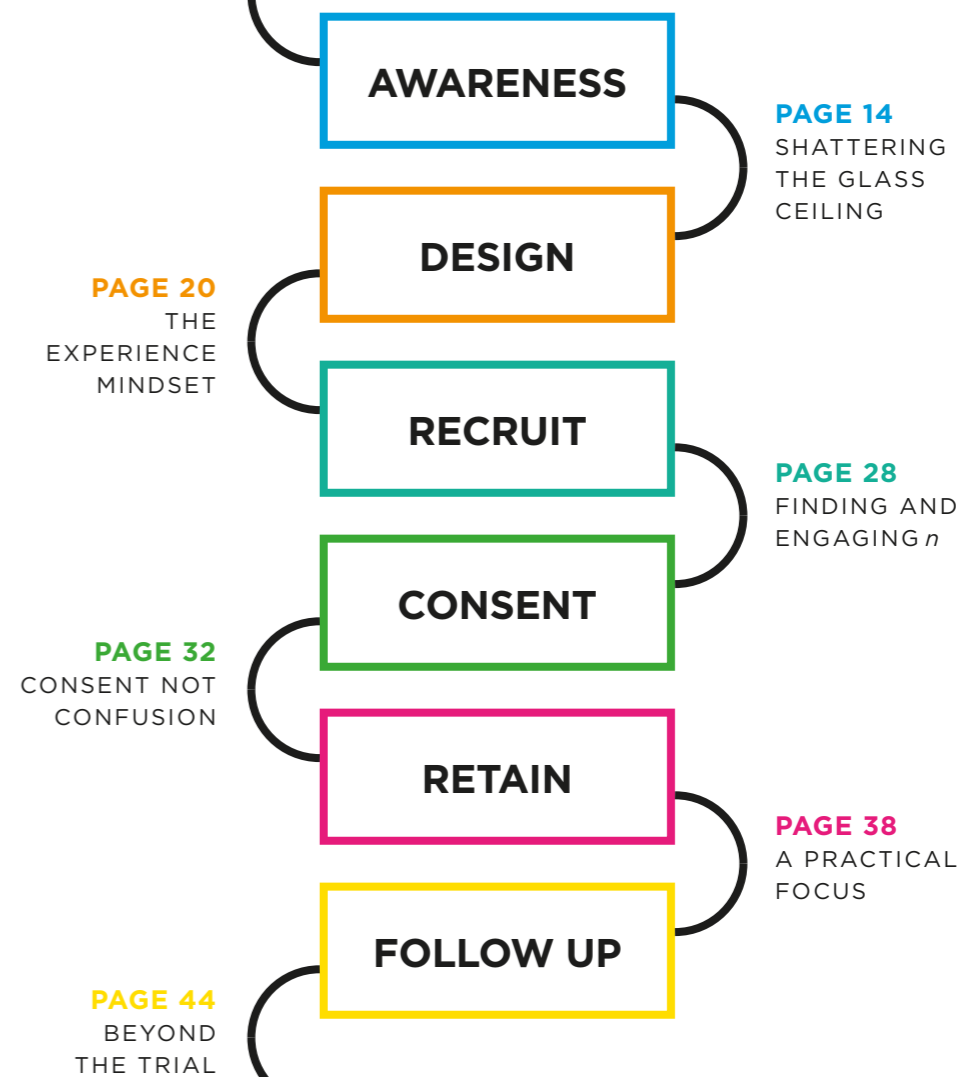 AWARENESS
PAGE 14
SHATTERING
THE GLASS
CEILING
DESIGN
PAGE 20
THE
EXPERIENCE
MINDSET
RECRUIT
PAGE 28
FINDING AND
ENGAGING n
CONSENT
PAGE 32
CONSENT NOT
CONFUSION
RETAIN
PAGE 38
A PRACTICAL
FOCUS
FOLLOW UP
PAGE 44
BEYOND
THE TRIAL